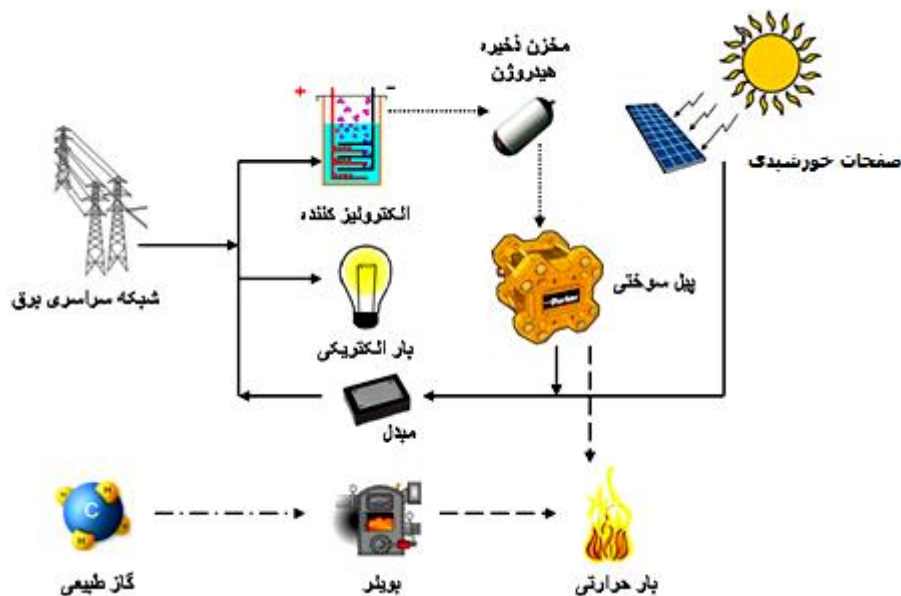 مخزن ذخیره
هیدروژن
+
−
صفحات خورشیدی
الکترولیز کننده
شبکه سراسری برق
پیل سوختی
Parker
بار الکتریکی
مبدل
H
H
C
H
H
گاز طبیعی
بویلر
بار حرارتی